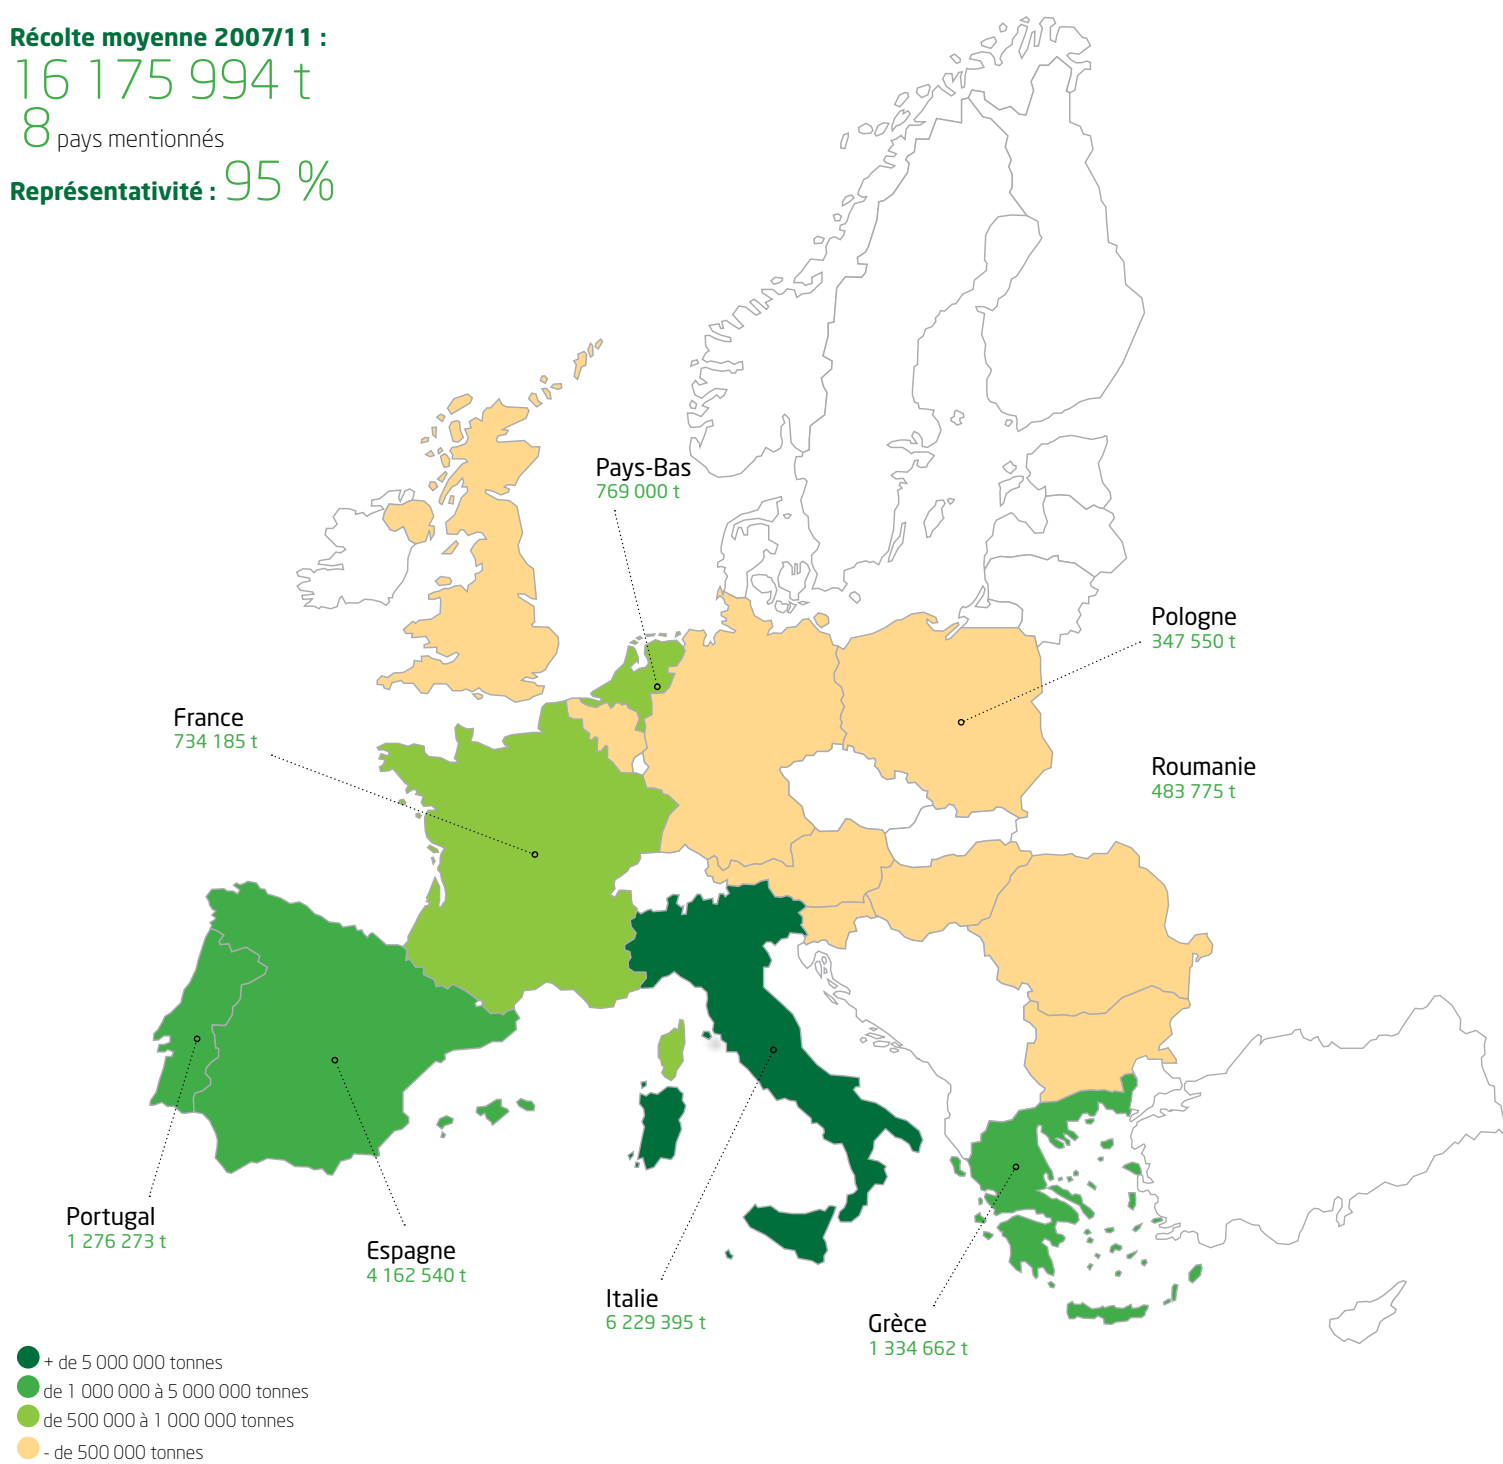 Récolte moyenne 2007/11 :
16 175 994 t
8 pays mentionnés
Représentativité : 95 %
Pays-Bas
769 000 t
Pologne
347 550 t
France
734 185 t
Roumanie
483 775 t
Portugal
1 276 273 t
Espagne
4 162 540 t
Italie
6 229 395 t
Grèce
1 334 662 t
+ de 5 000 000 tonnes
de 1 000 000 à 5 000 000 tonnes
de 500 000 à 1 000 000 tonnes
- de 500 000 tonnes